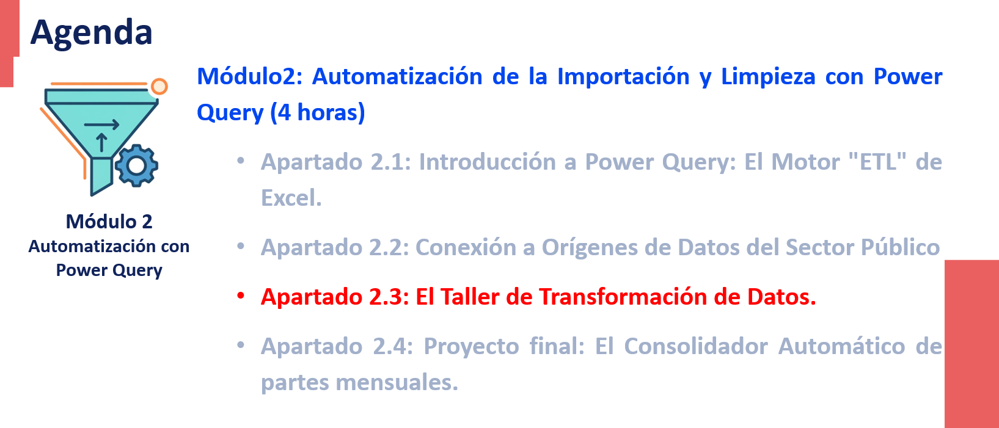 Agenda
Módulo2: Automatización de la Importación y Limpieza con Power
Query (4 horas)
• Apartado 2.1: Introducción a Power Query: El Motor "ETL" de
Excel.
• Apartado 2.2: Conexión a Orígenes de Datos del Sector Público
• Apartado 2.3: El Taller de Transformación de Datos.
• Apartado 2.4: Proyecto final: El Consolidador Automático de
partes mensuales.
Módulo 2
Automatización con
Power Query